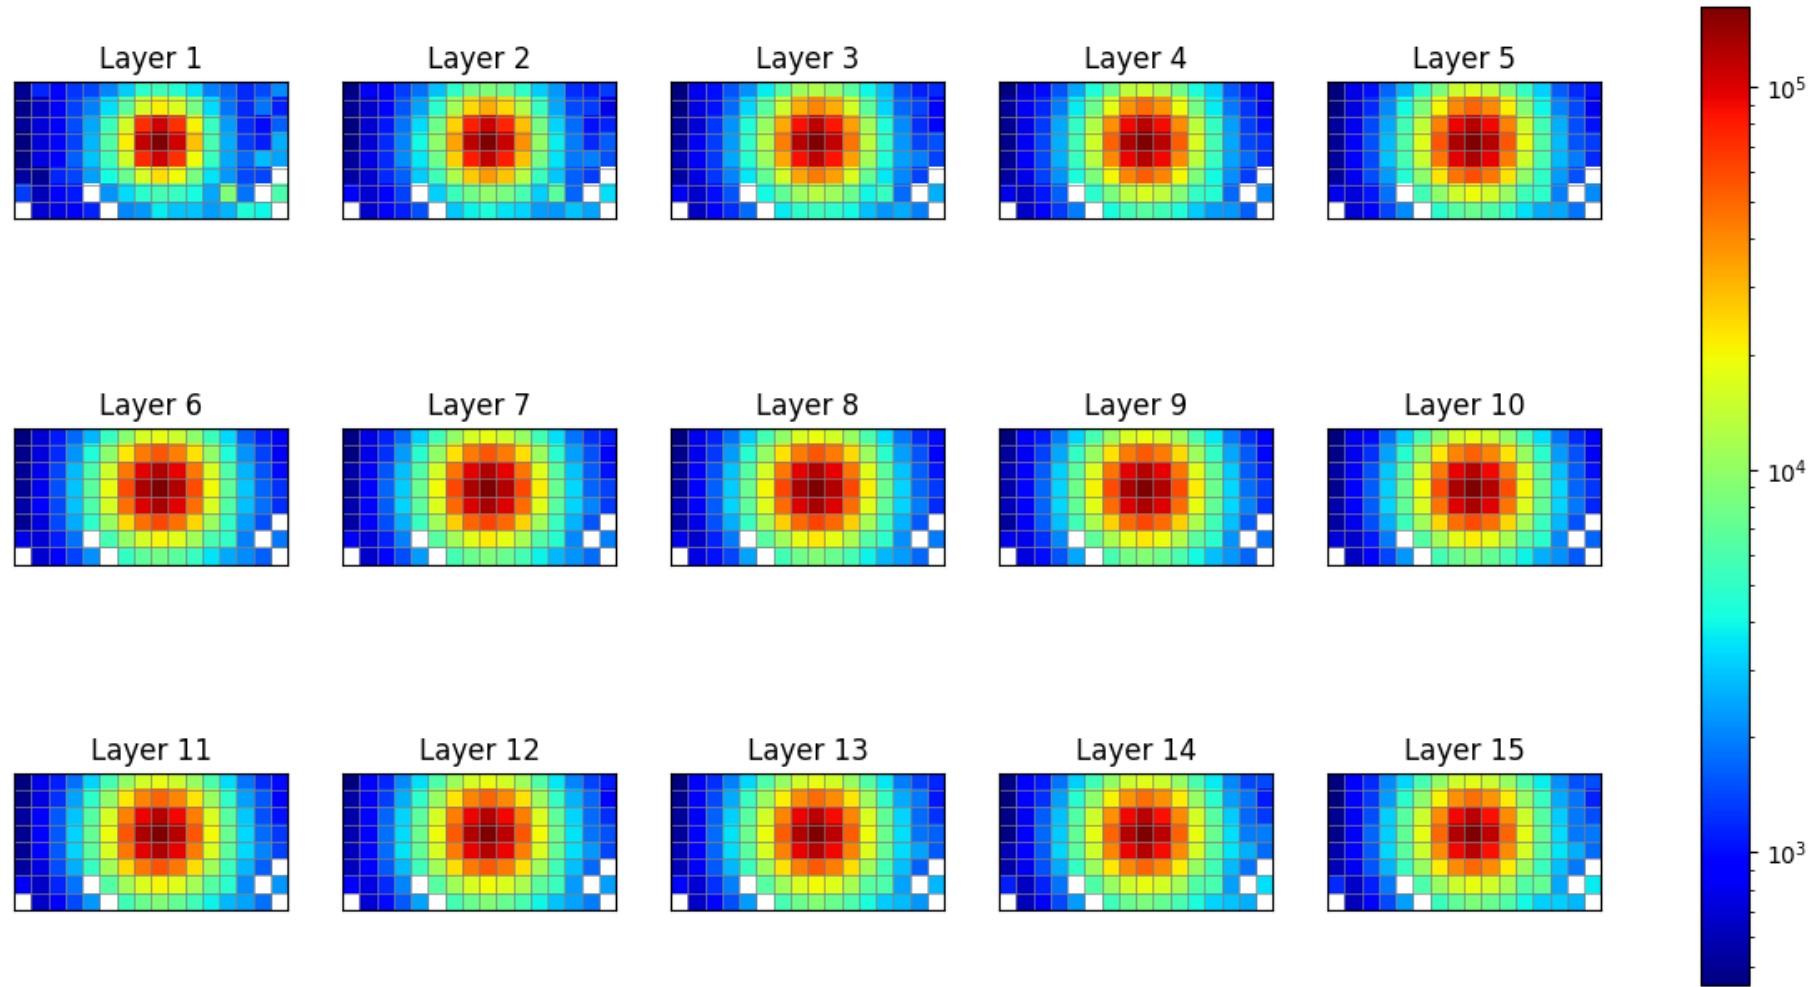 Layer 1
Layer 2
Layer 3
Layer 4
Layer 5
10⁵
Layer 6
Layer 7
Layer 8
Layer 9
Layer 10
10⁴
Layer 11
Layer 12
Layer 13
Layer 14
Layer 15
10³